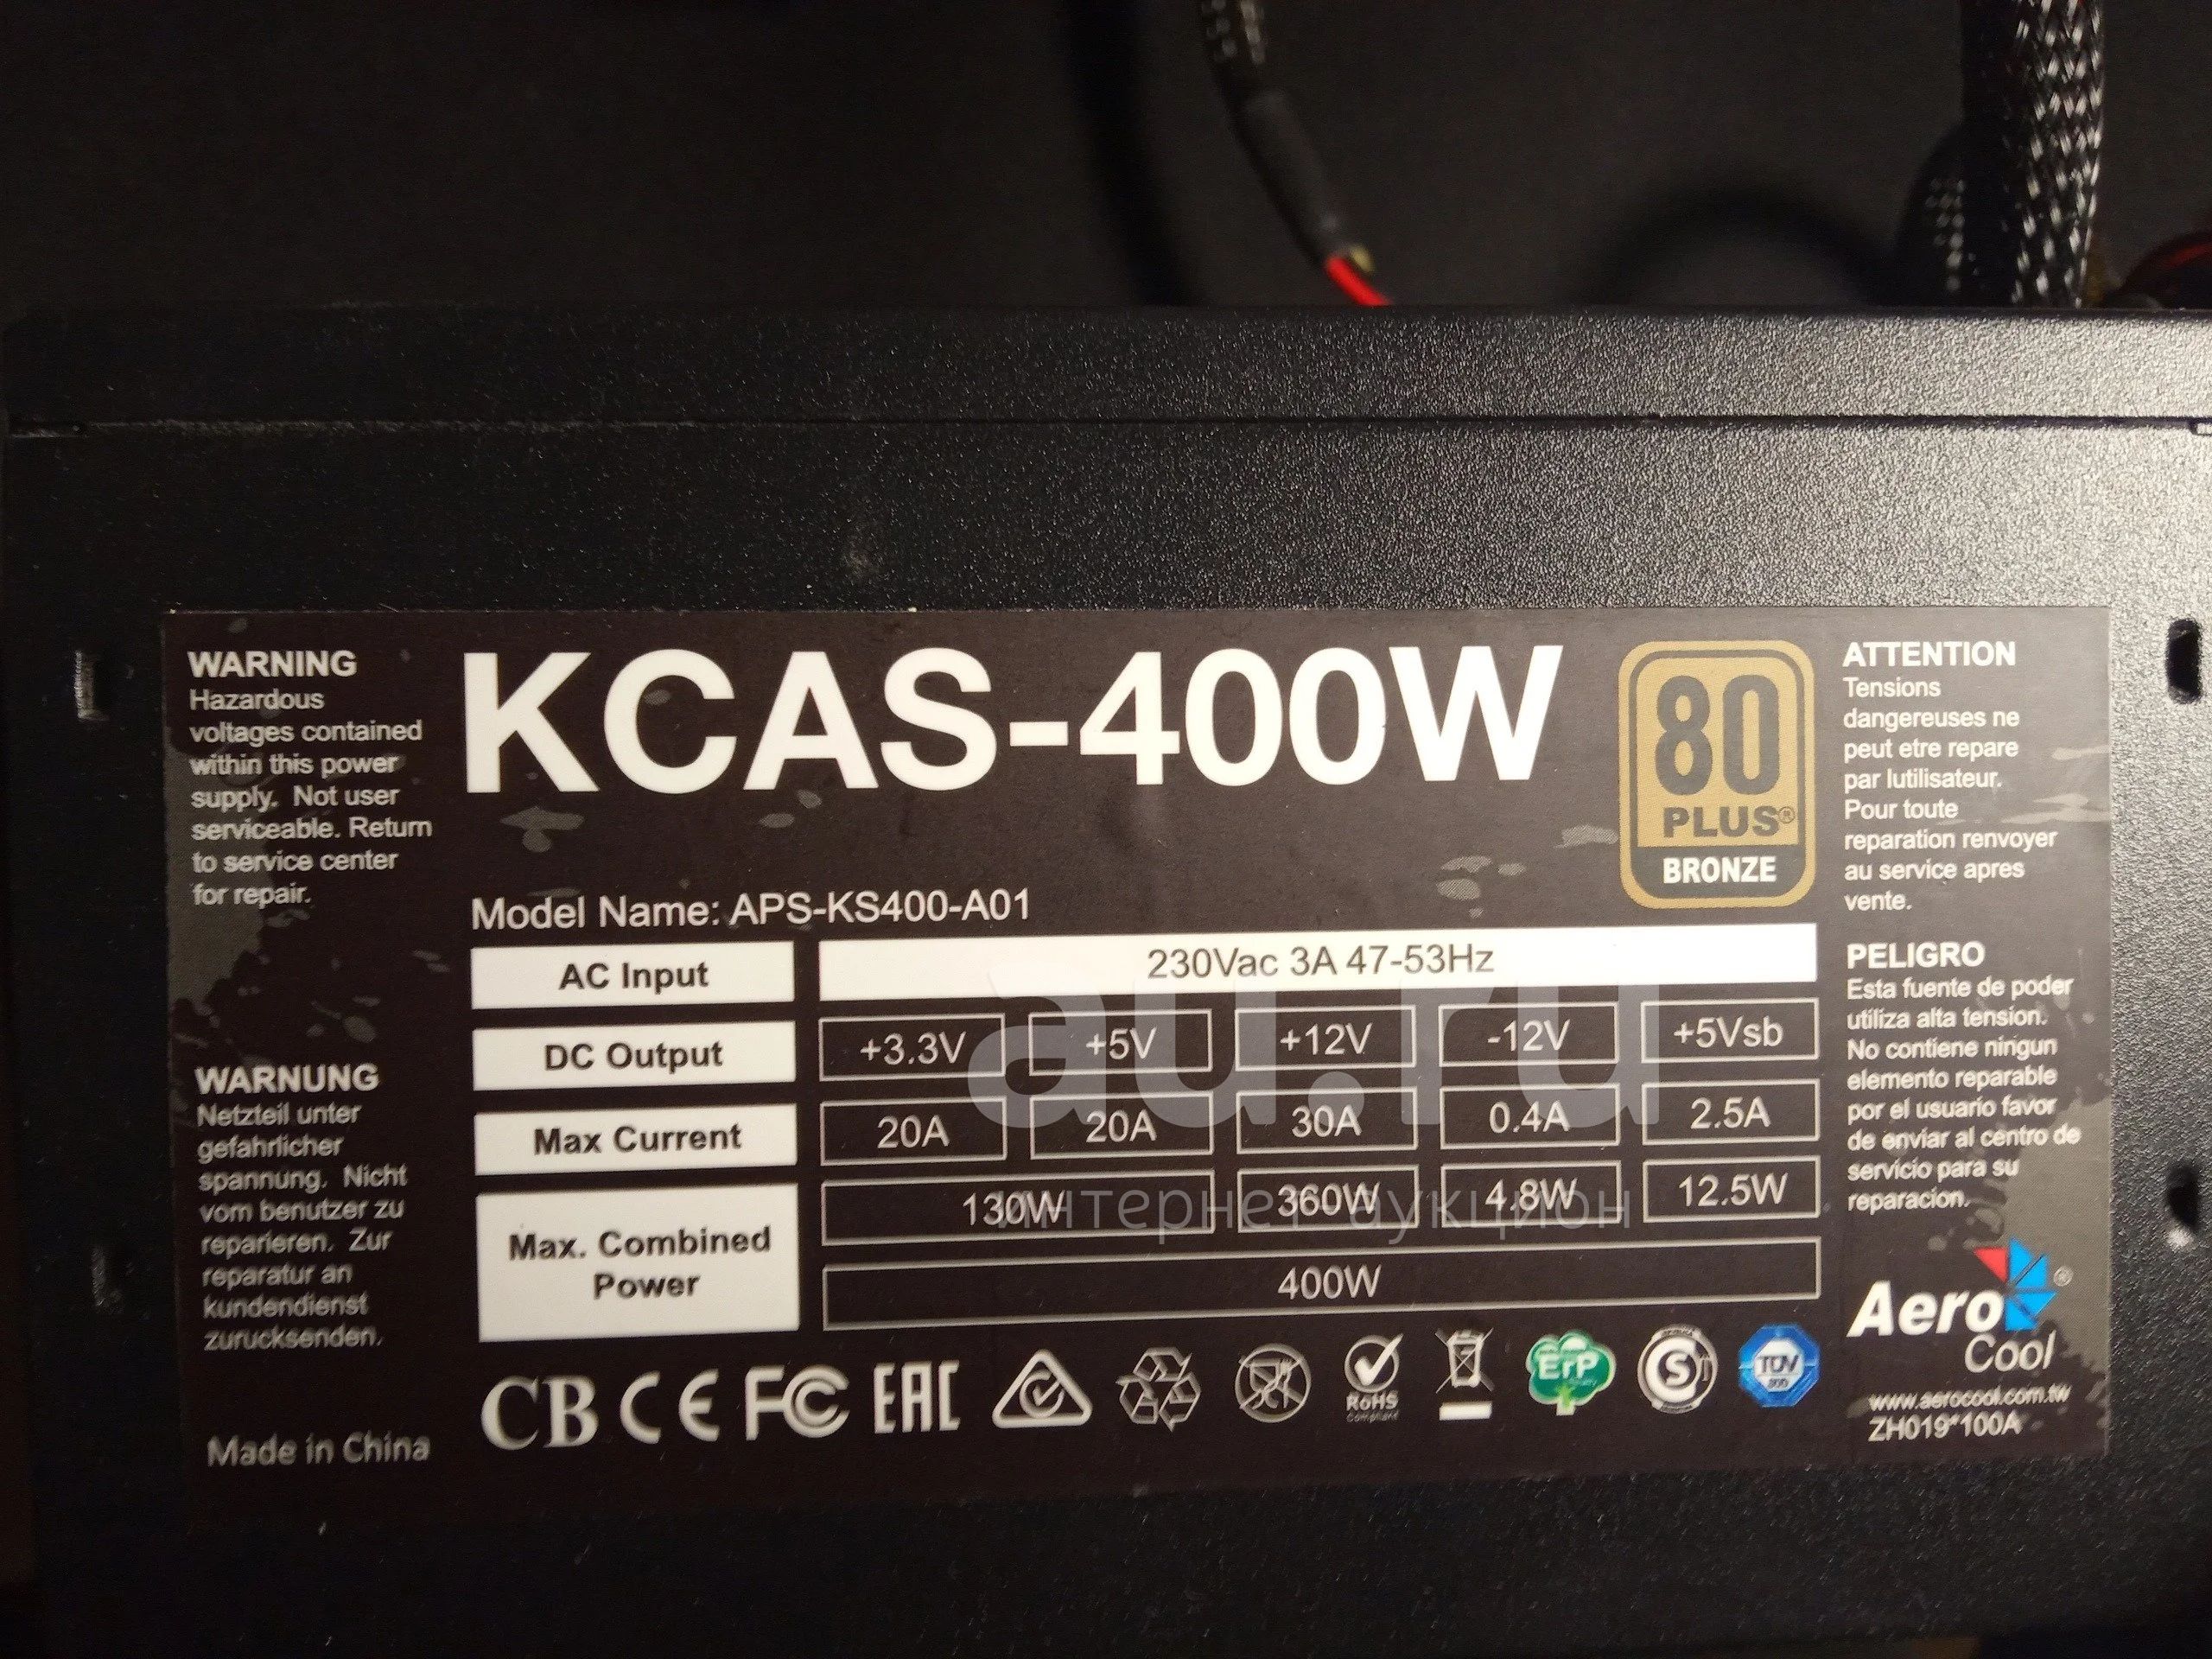 WARNING
Hazardous
voltages contained
within this power
supply. Not user
serviceable. Return
to service center
for repair.
WARNUNG
Netzteil unter
gefahrlicher
spannung. Nicht
vom benutzer zu
reparieren. Zur
reparatur an
kundendienst
zurucksenden.
Made in China
KCAS-400W
80
PLUS®
BRONZE
Model Name: APS-KS400-A01
AC Input 230Vac 3A 47-53Hz
DC Output +3.3V +5V +12V -12V +5Vsb
Max Current 20A 20A 30A 0.4A 2.5A
Max. Combined
Power
130W 360W 4.8W 12.5W
400W
CB CE FC EAC
RoHS
Compliant
ErP
S
TÜV
ATTENTION
Tensions
dangereuses ne
peut etre repare
par lutilisateur.
Pour toute
reparation renvoyer
au service apres
vente.
PELIGRO
Esta fuente de poder
utiliza alta tension.
No contiene ningun
elemento reparable
por el usuario favor
de enviar al centro de
servicio para su
reparacion.
Aero
Cool
®
www.aerocool.com.tw
ZH019*100A
au.ru
интернет-аукцион